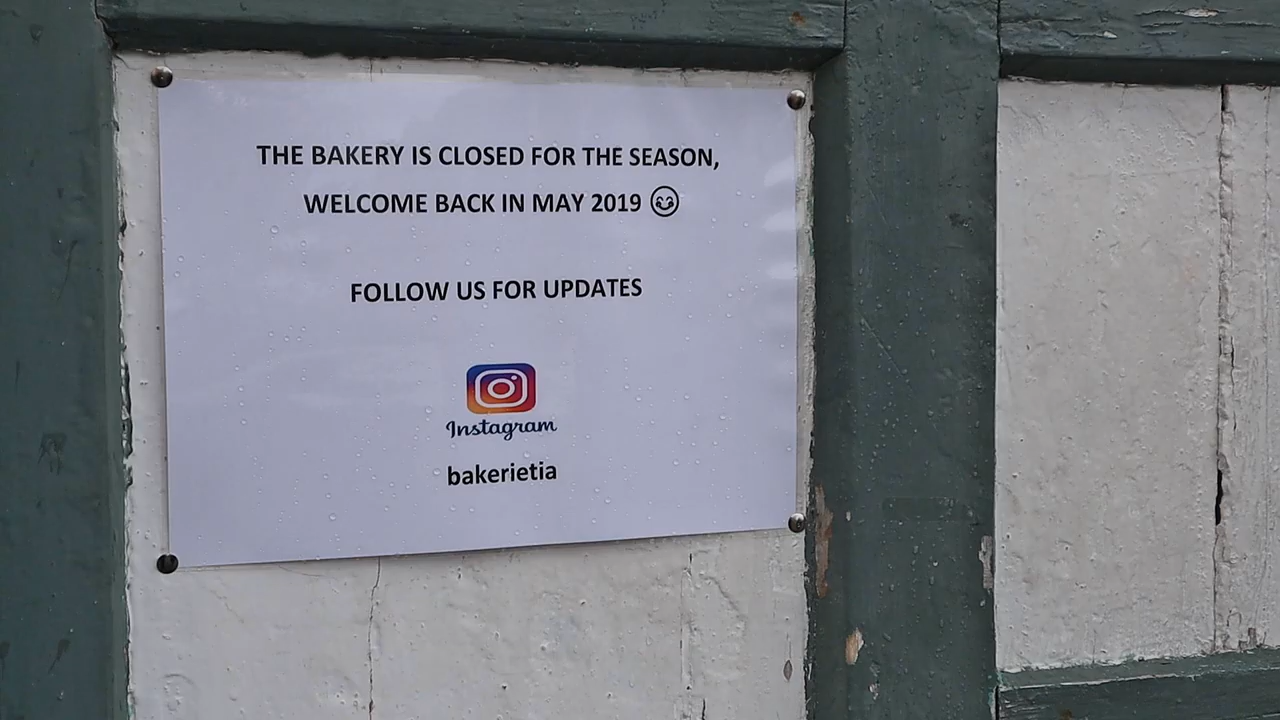 THE BAKERY IS CLOSED FOR THE SEASON,
WELCOME BACK IN MAY 2019 😊
FOLLOW US FOR UPDATES
Instagram
bakerietia